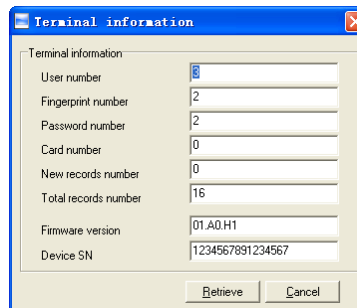 Terminal information
Terminal information
User number 3
Fingerprint number 2
Password number 2
Card number 0
New records number 0
Total records number 16
Firmware version 01.A0.H1
Device SN 1234567891234567
Retrieve Cancel